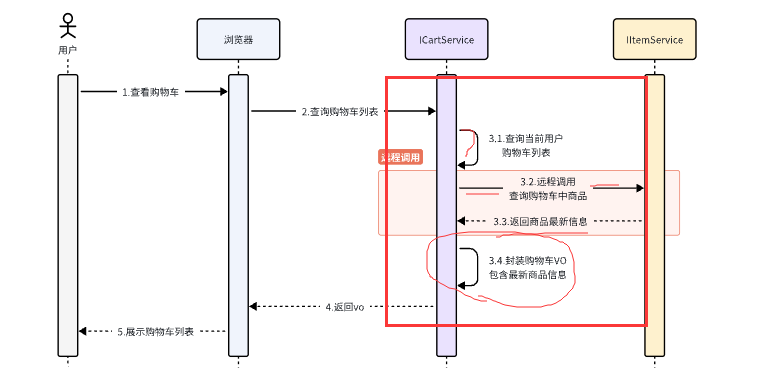 用户
浏览器
ICartService
IItemService
1.查看购物车
2.查询购物车列表
3.1.查询当前用户
购物车列表
远程调用
3.2.远程调用
查询购物车中商品
3.3.返回商品最新信息
3.4.封装购物车VO
包含最新商品信息
4.返回vo
5.展示购物车列表